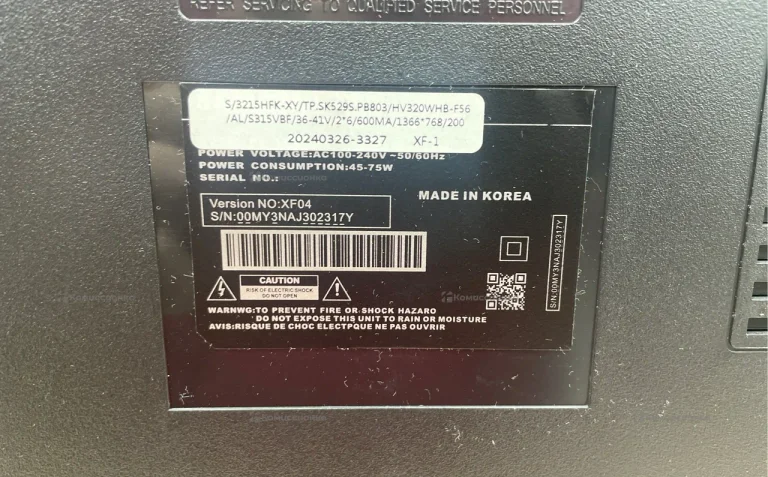 REFER SERVICING TO QUALIFIED SERVICE PERSONNEL
S/3215HFK-XY/TP.SK529S.PB803/HV320WHB-F56
/AL/S315VBF/36-41V/2*6/600MA/1366*768/200
20240326-3327 XF-1
POWER VOLTAGE:AC100-240V ~50/60Hz
POWER CONSUMPTION:45-75W
SERIAL NO.:
MADE IN KOREA
Version NO:XF04
S/N:00MY3NAJ302317Y
S/N:00MY3NAJ302317Y
CAUTION
RISK OF ELECTRIC SHOCK
DO NOT OPEN
WARNWG:TO PREVENT FIRE OR SHOCK HAZARO
DO NOT EXPOSE THIS UNIT TO RAIN OR MOISTURE
AVIS:RISQUE DE CHOC ELECTPQUE NE PAS OUVRIR